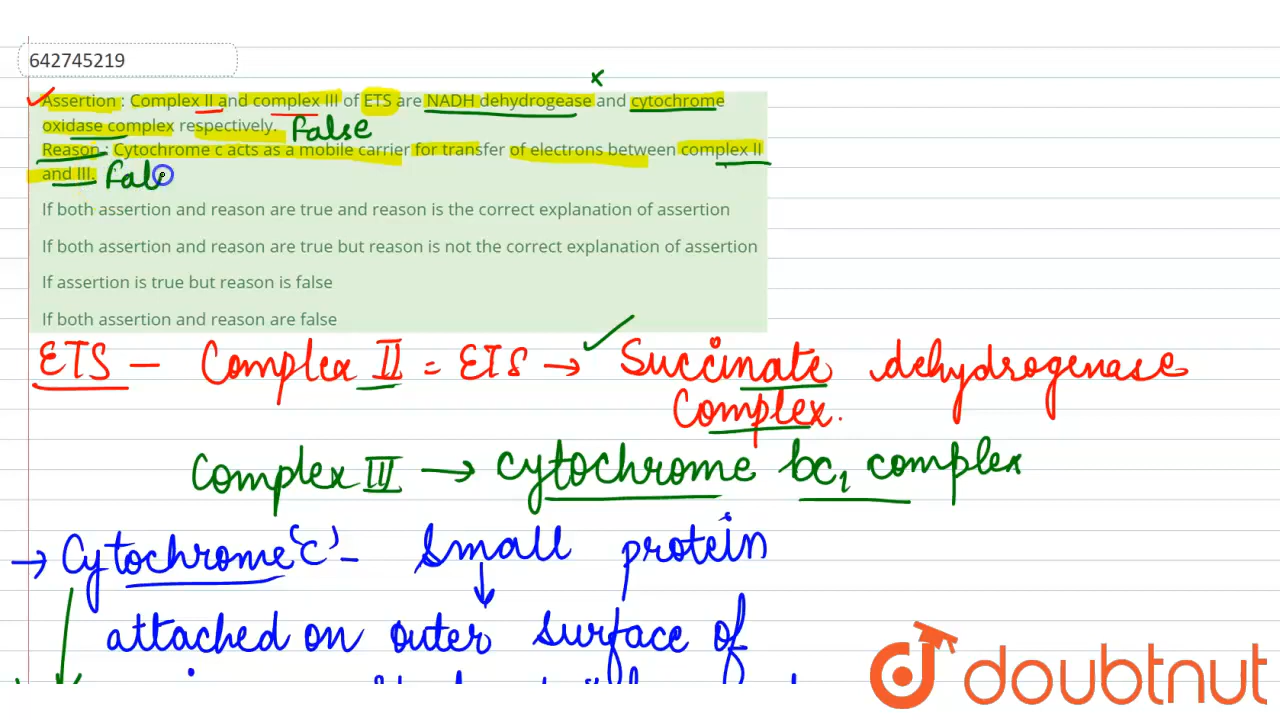 642745219
Assertion : Complex II and complex III of ETS are NADH dehydrogease and cytochrome
oxidase complex respectively. False
Reason : Cytochrome c acts as a mobile carrier for transfer of electrons between complex II
and III. Fals
If both assertion and reason are true and reason is the correct explanation of assertion
If both assertion and reason are true but reason is not the correct explanation of assertion
If assertion is true but reason is false
If both assertion and reason are false
ETS - Complex II = ETS → Succinate dehydrogenase
Complex.
Complex III → Cytochrome bc1 complex
→ Cytochrome 'c' - Small protein
attached on outer surface of
doubtnut